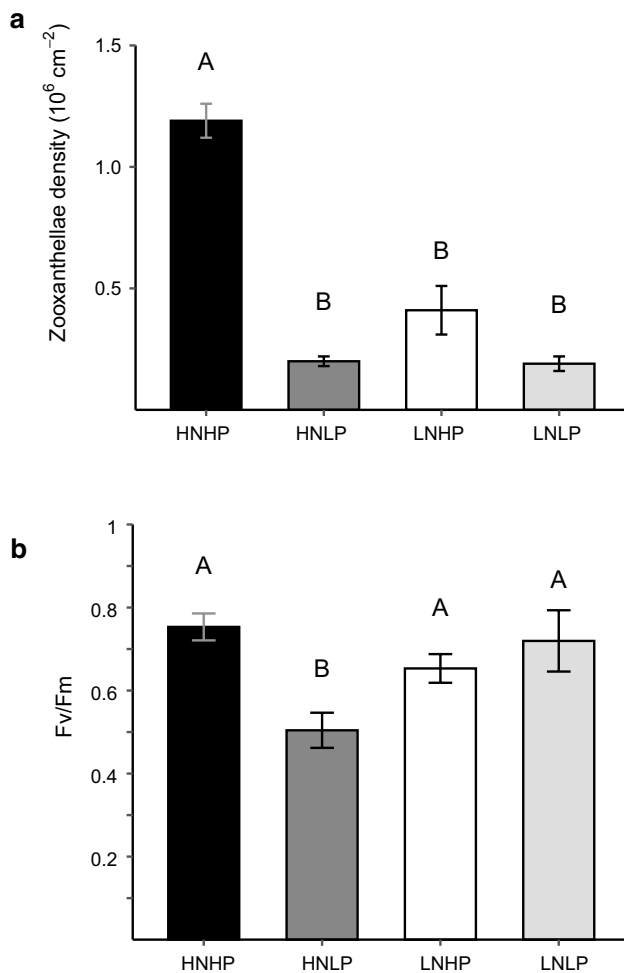 a
Zooxanthellae density (10⁶ cm⁻²)
1.5
1.0
0.5
A
B
B
B
HNHP HNLP LNHP LNLP
b
Fv/Fm
1
0.8
0.6
0.4
0.2
A
B
A
A
HNHP HNLP LNHP LNLP